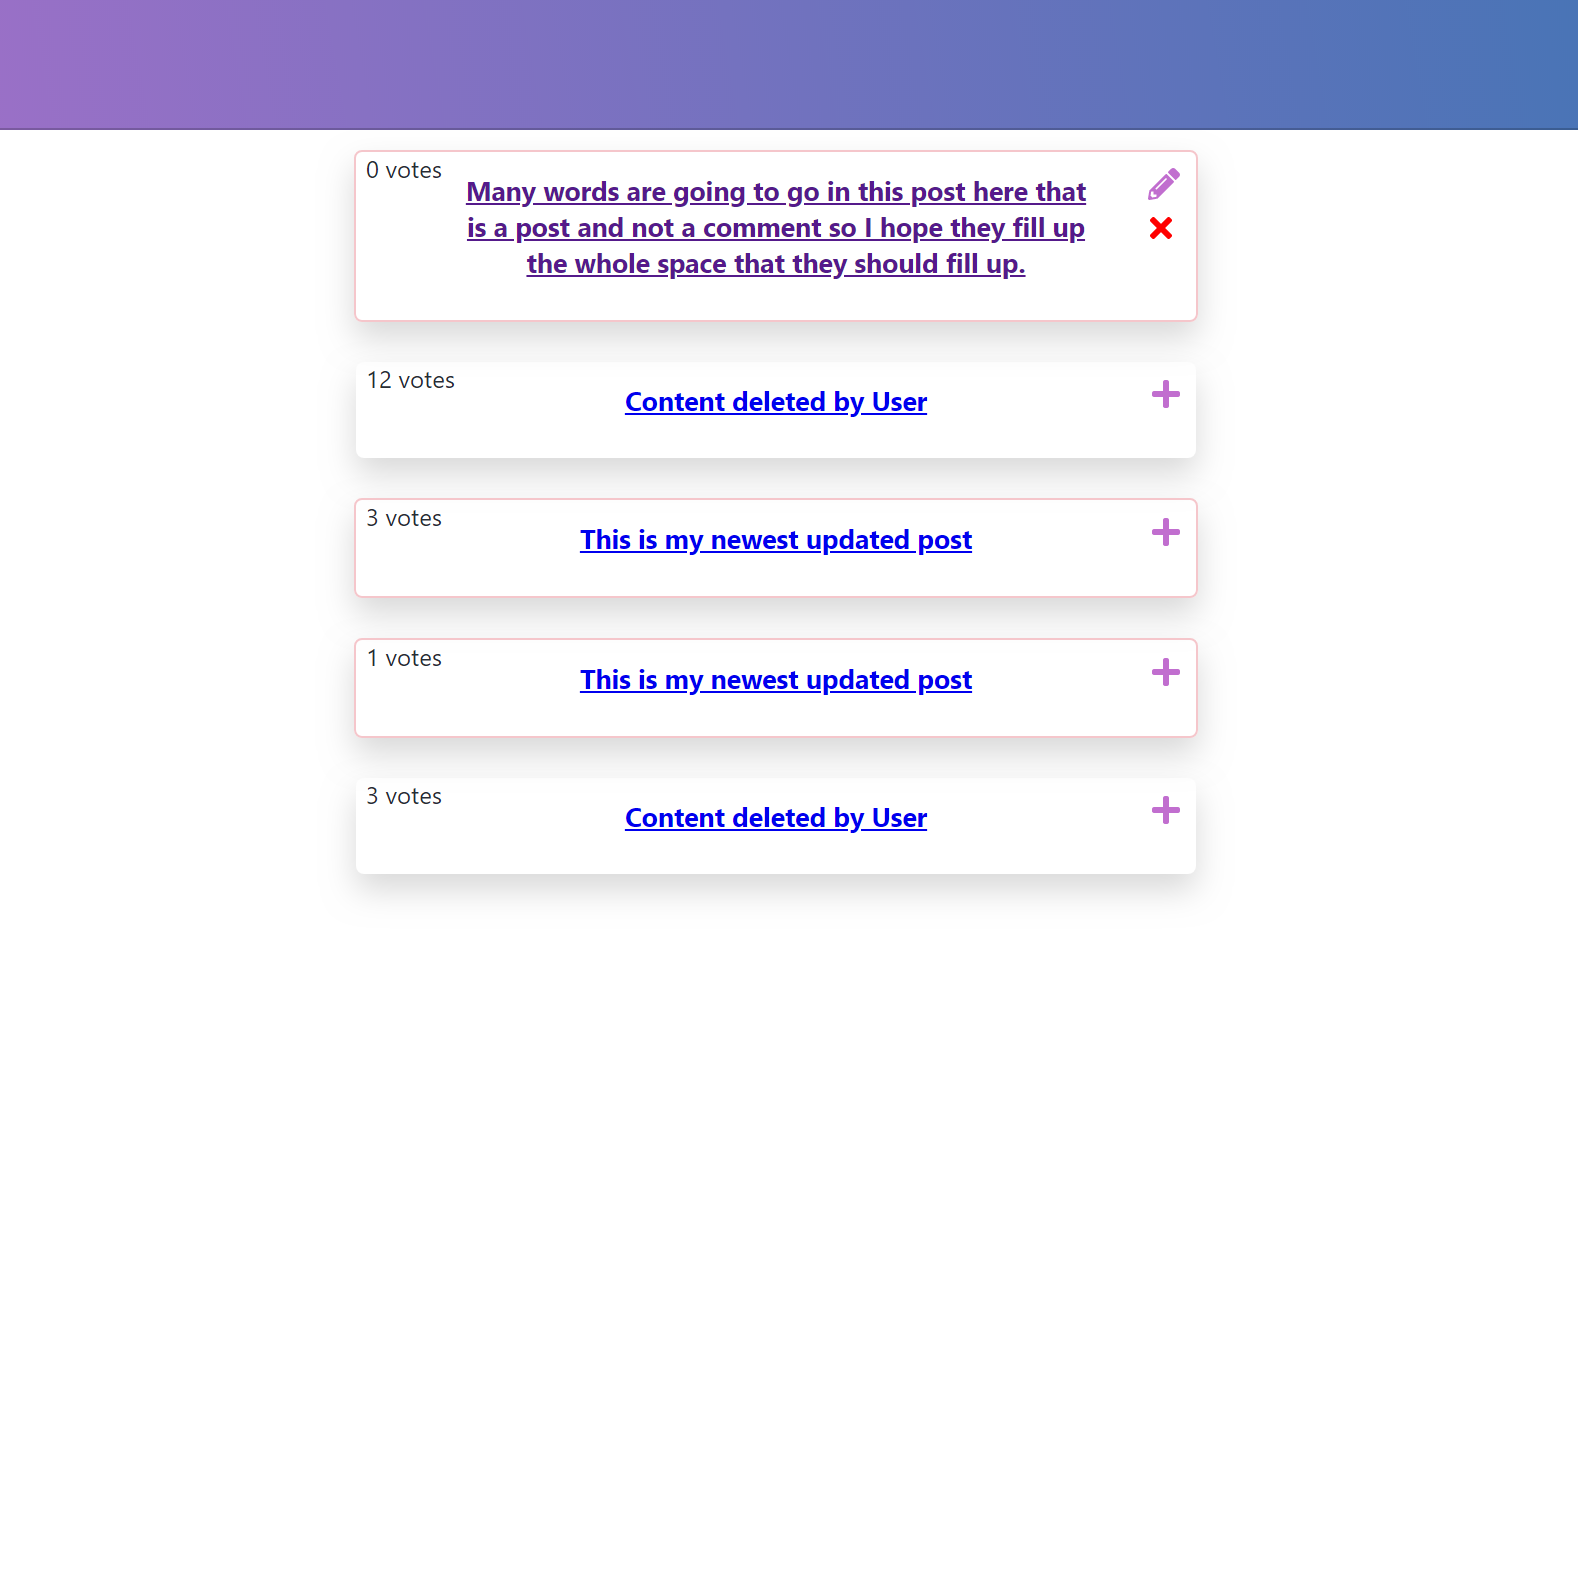 0 votes
Many words are going to go in this post here that
is a post and not a comment so I hope they fill up
the whole space that they should fill up.
12 votes
Content deleted by User
3 votes
This is my newest updated post
1 votes
This is my newest updated post
3 votes
Content deleted by User